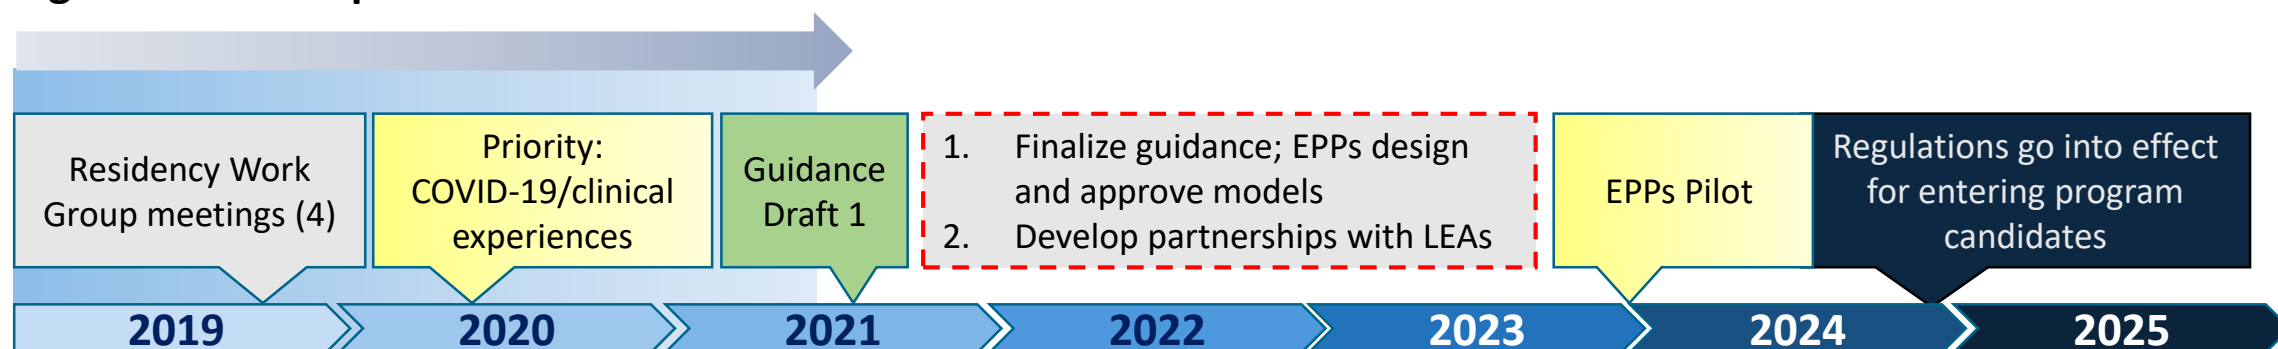 Residency Work
Group meetings (4)
Priority:
COVID-19/clinical
experiences
Guidance
Draft 1
1. Finalize guidance; EPPs design
and approve models
2. Develop partnerships with LEAs
EPPs Pilot
Regulations go into effect
for entering program
candidates
2019
2020
2021
2022
2023
2024
2025